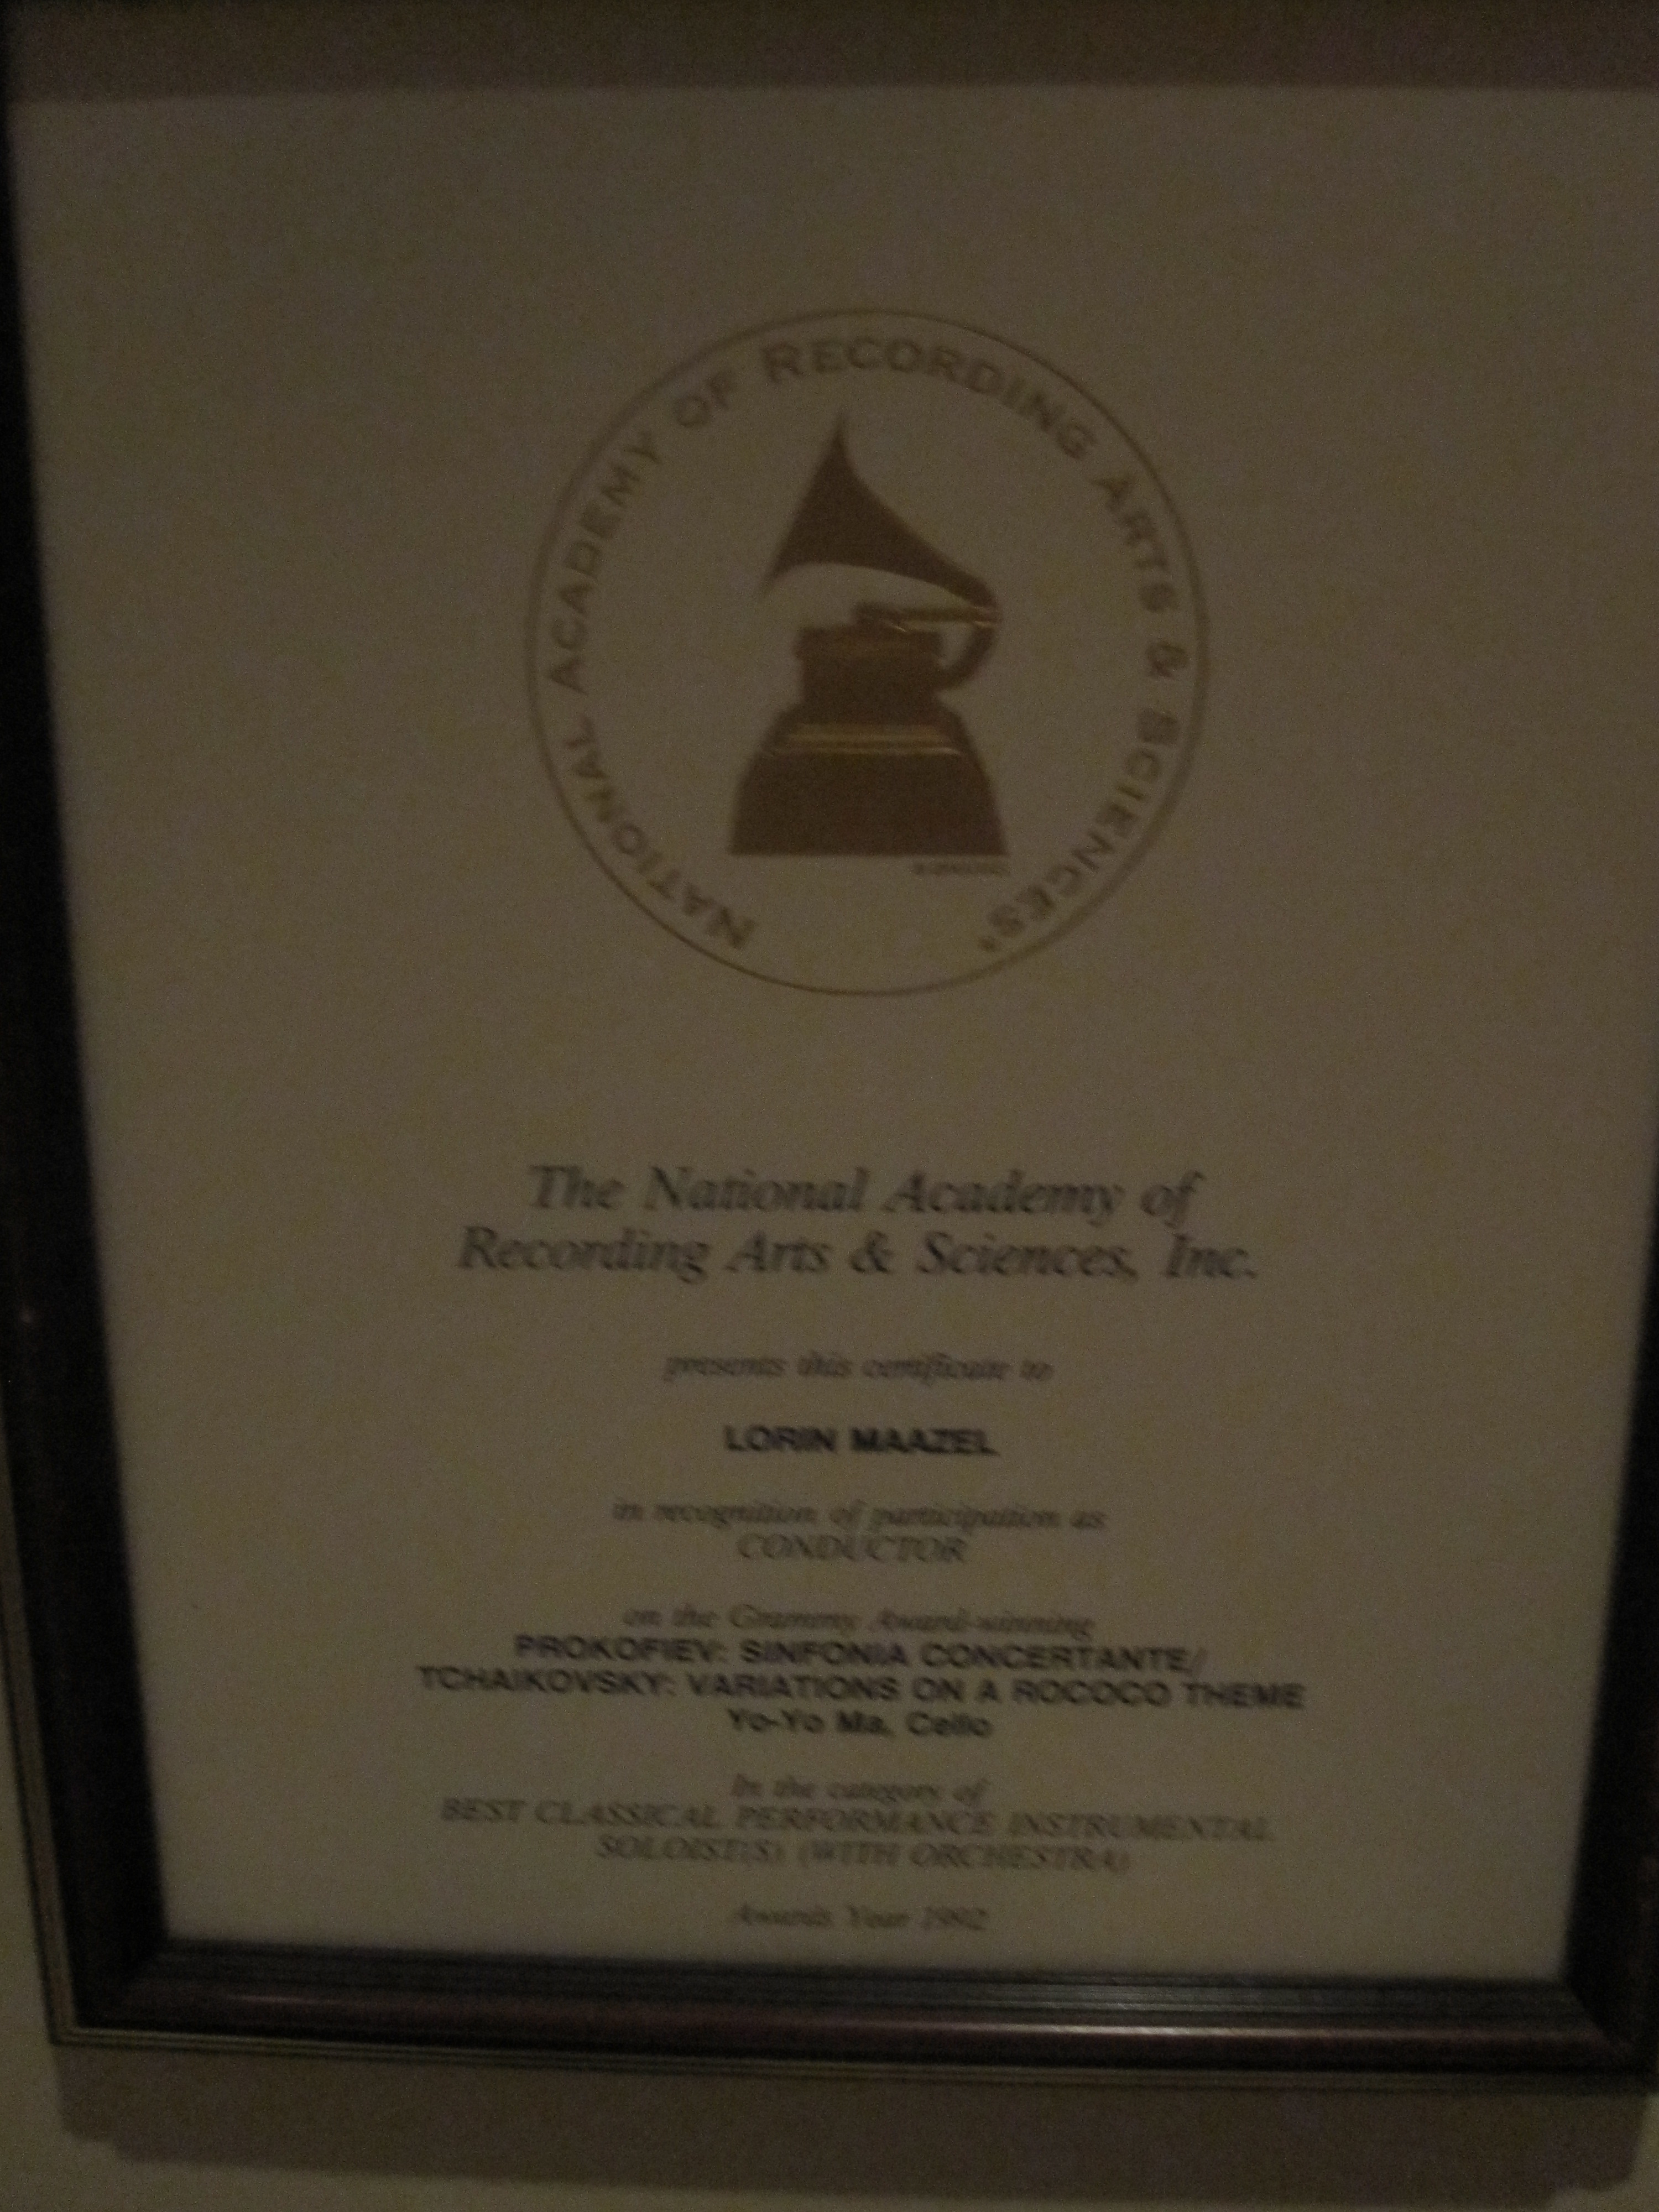 NATIONAL ACADEMY OF RECORDING ARTS & SCIENCES
The National Academy of
Recording Arts & Sciences, Inc.
presents this certificate to
LORIN MAAZEL
in recognition of participation as
CONDUCTOR
on the Grammy Award-winning
PROKOFIEV: SINFONIA CONCERTANTE/
TCHAIKOVSKY: VARIATIONS ON A ROCOCO THEME
Yo-Yo Ma, Cello
In the category of
BEST CLASSICAL PERFORMANCE INSTRUMENTAL
SOLOIST(S) (WITH ORCHESTRA)
Awards Year 1992